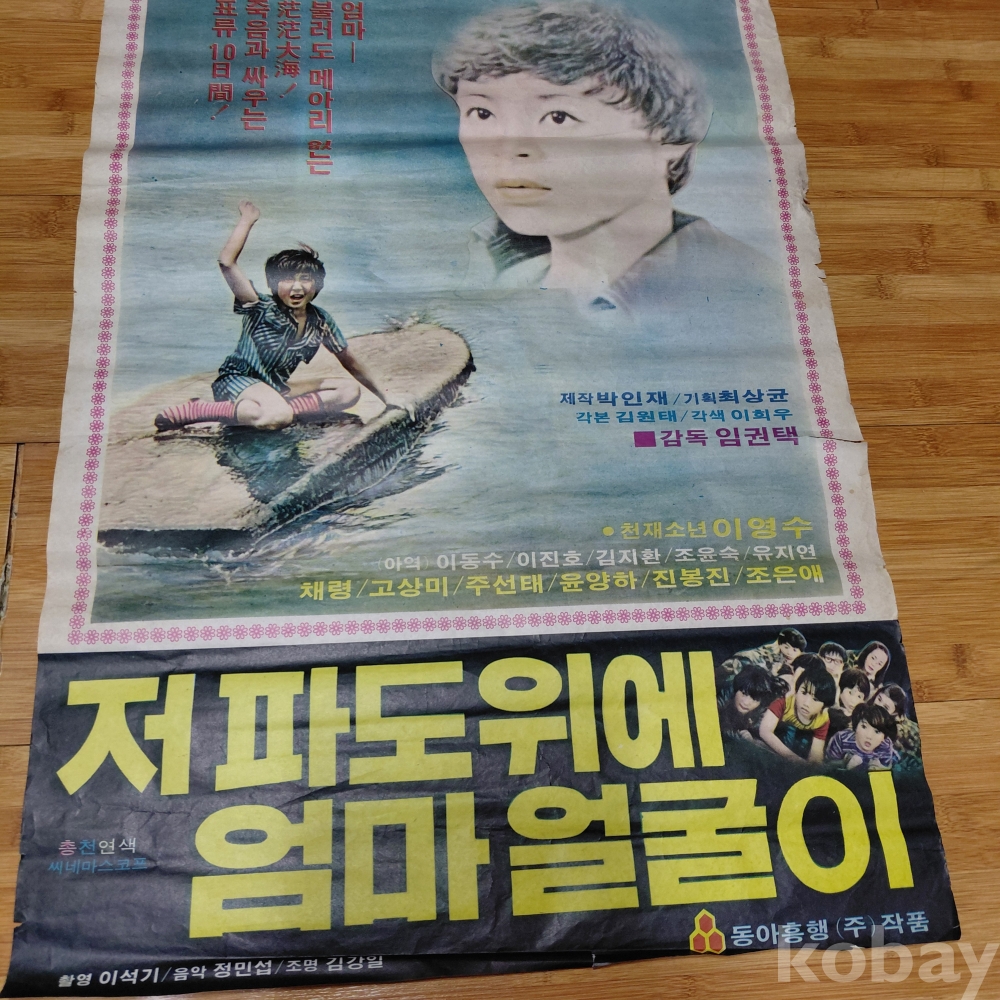 엄마—
불러도 메아리 없는
茫茫大海!
죽음과 싸우는
표류 10日間!
제작 박인재/기획 최상균
각본 김원태/각색 이희우
■감독 임권택
• 천재소년 이영수
(아역) 이동수/이진호/김지환/조윤숙/유지연
채령/고상미/주선태/윤양하/진봉진/조은애
저 파도위에
엄마 얼굴이
총천연색
씨네마스코프
동아흥행(주)작품
촬영 이석기/음악 정민섭/조명 김강일
kobay